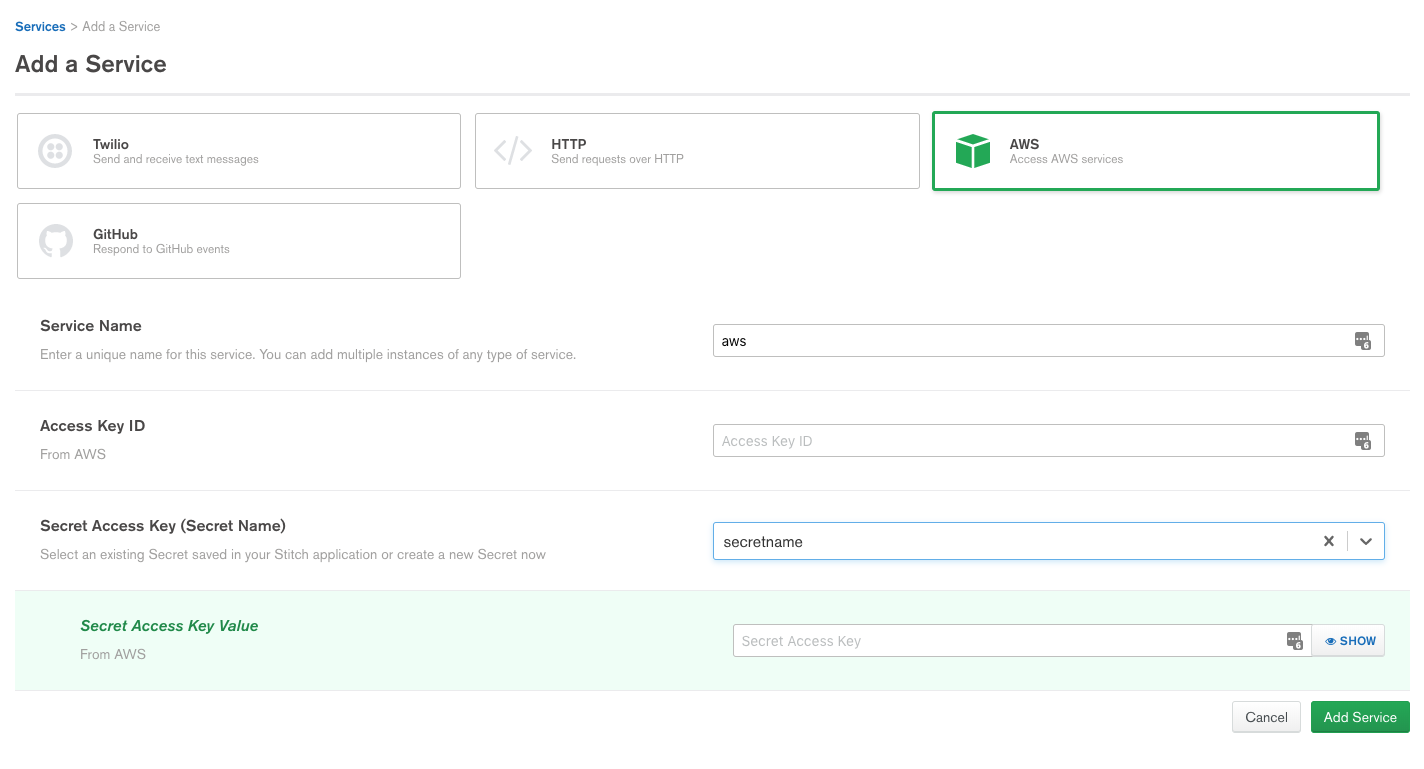 Services > Add a Service
Add a Service
Twilio
Send and receive text messages
HTTP
Send requests over HTTP
AWS
Access AWS services
GitHub
Respond to GitHub events
Service Name
Enter a unique name for this service. You can add multiple instances of any type of service.
aws
6
Access Key ID
From AWS
Access Key ID
6
Secret Access Key (Secret Name)
Select an existing Secret saved in your Stitch application or create a new Secret now
secretname
Secret Access Key Value
From AWS
Secret Access Key
6
SHOW
Cancel
Add Service